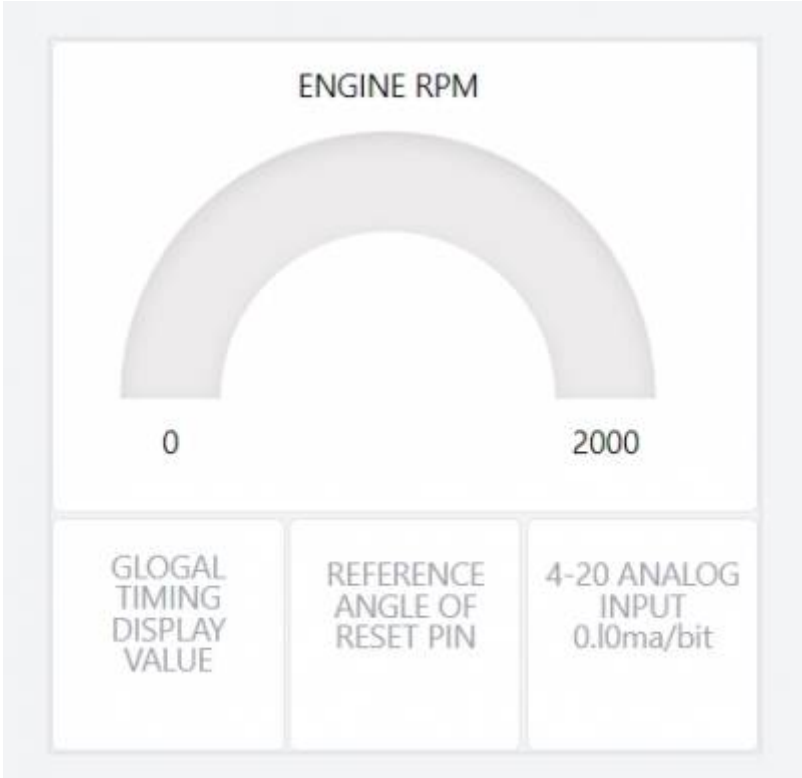 ENGINE RPM
0
2000
GLOGAL
TIMING
DISPLAY
VALUE
REFERENCE
ANGLE OF
RESET PIN
4-20 ANALOG
INPUT
0.l0ma/bit